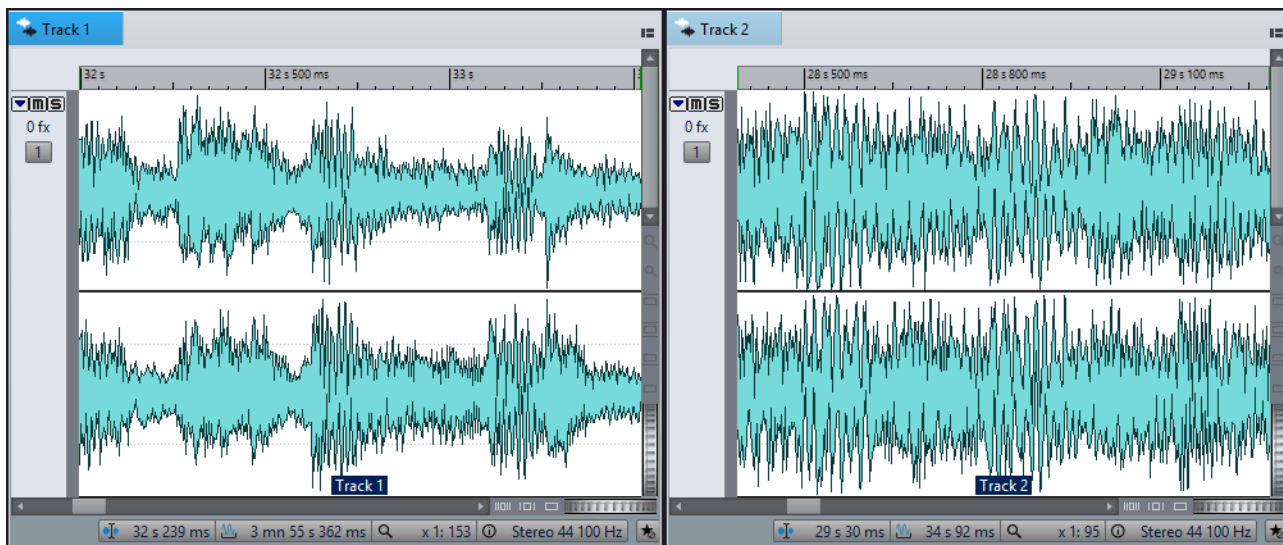 Track 1
32 s 32 s 500 ms 33 s
M S
0 fx
1
Track 1
32 s 239 ms 3 mn 55 s 362 ms x 1: 153 Stereo 44 100 Hz
Track 2
28 s 500 ms 28 s 800 ms 29 s 100 ms
M S
0 fx
1
Track 2
29 s 30 ms 34 s 92 ms x 1: 95 Stereo 44 100 Hz